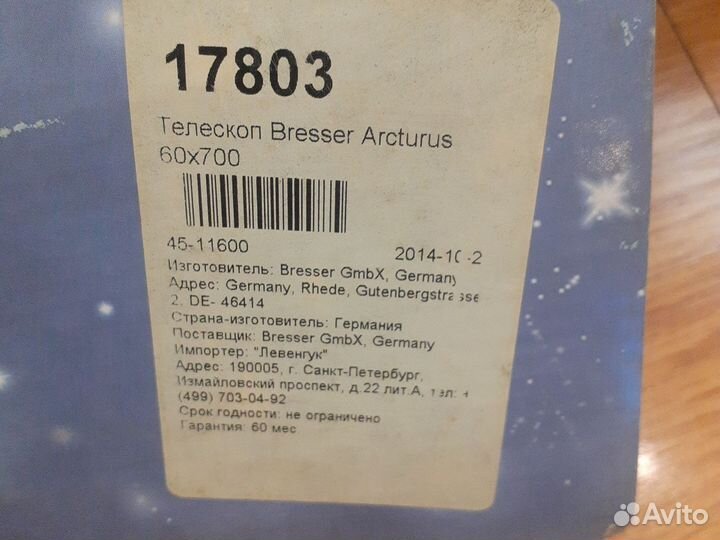 17803
Телескоп Bresser Arcturus
60x700
45-11600 2014-10-2
Изготовитель: Bresser GmbX, Germany
Адрес: Germany, Rhede, Gutenbergstrasse
2, DE- 46414
Страна-изготовитель: Германия
Поставщик: Bresser GmbX, Germany
Импортер: "Левенгук"
Адрес: 190005, г. Санкт-Петербург,
Измайловский проспект, д.22 лит.А, тел: +
(499) 703-04-92
Срок годности: не ограничено
Гарантия: 60 мес
Avito